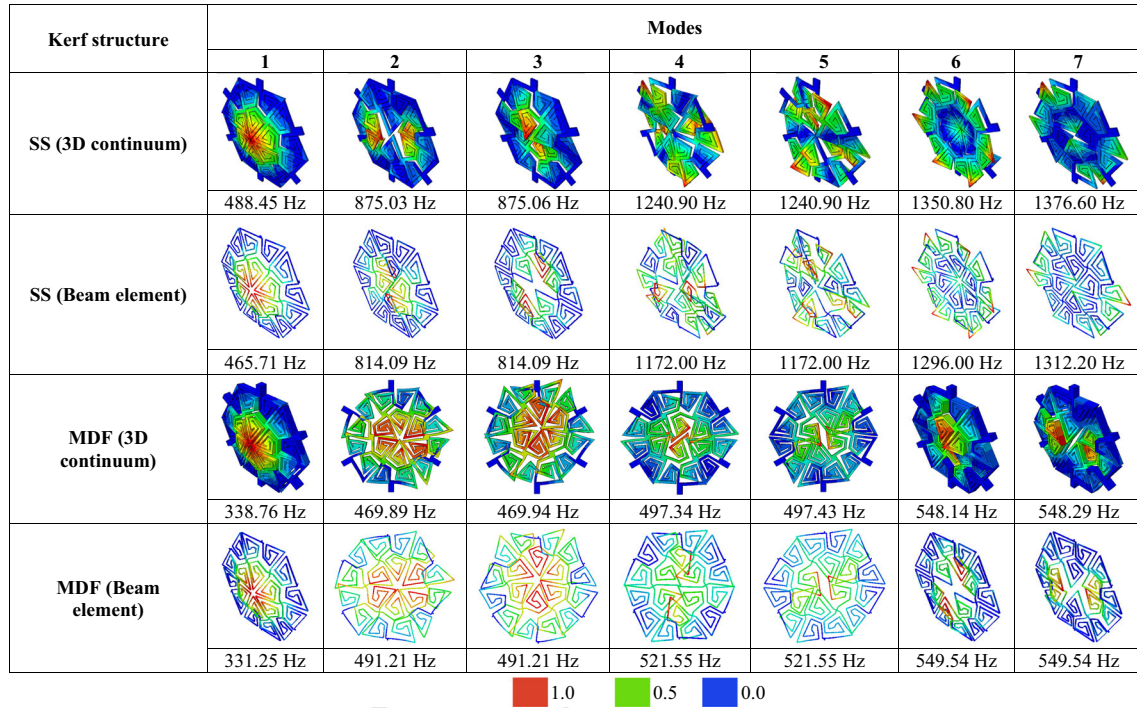 Kerf structure
Modes
1 2 3 4 5 6 7
SS (3D continuum)
488.45 Hz 875.03 Hz 875.06 Hz 1240.90 Hz 1240.90 Hz 1350.80 Hz 1376.60 Hz
SS (Beam element)
465.71 Hz 814.09 Hz 814.09 Hz 1172.00 Hz 1172.00 Hz 1296.00 Hz 1312.20 Hz
MDF (3D
continuum)
338.76 Hz 469.89 Hz 469.94 Hz 497.34 Hz 497.43 Hz 548.14 Hz 548.29 Hz
MDF (Beam
element)
331.25 Hz 491.21 Hz 491.21 Hz 521.55 Hz 521.55 Hz 549.54 Hz 549.54 Hz
1.0 0.5 0.0